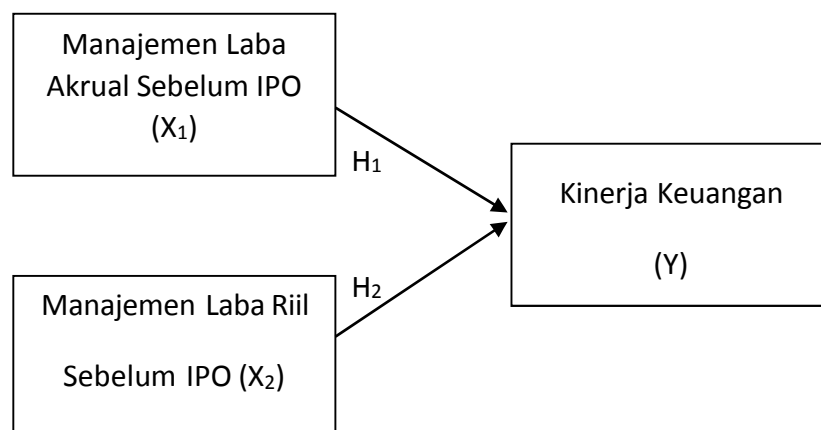 Manajemen Laba
Akrual Sebelum IPO
(X₁)
H₁
Kinerja Keuangan
(Y)
H₂
Manajemen Laba Riil
Sebelum IPO (X₂)